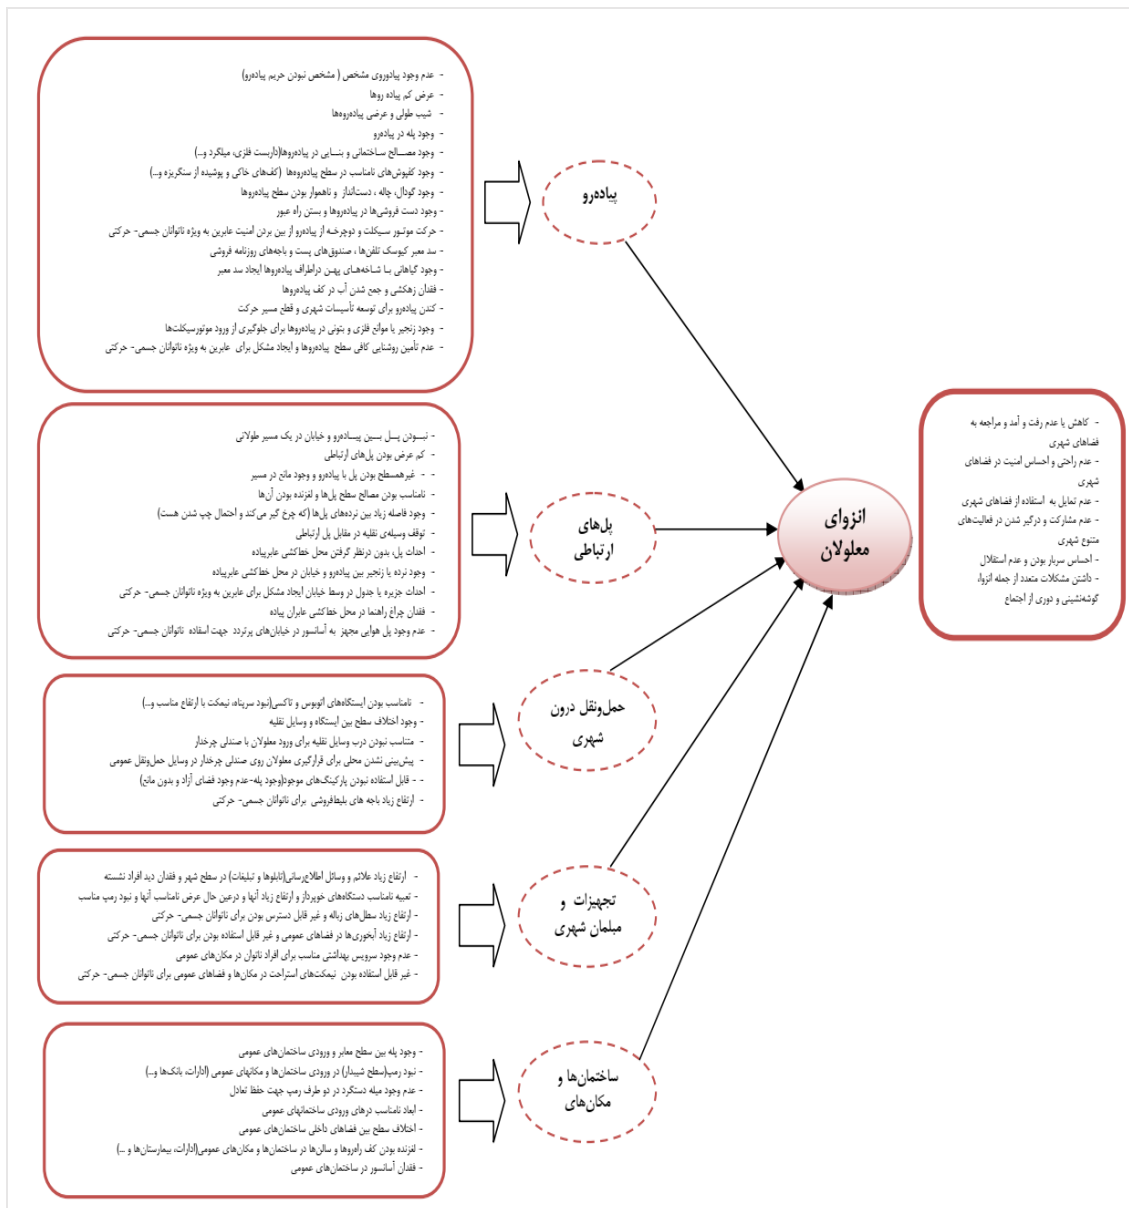 - عدم وجود پیادوروی مشخص ( مشخص نبودن حریم پیاده‌رو)
- عرض کم پیاده روها
- شیب طولی و عرضی پیاده‌روه‌ها
- وجود پله در پیاده‌رو
- وجود مصـــالح سـاختمانی و بنــایی در پیاده‌روها(داربست فلزی، میلگرد و...)
- وجود کفپوش‌های نامناسب در سطح پیاده‌روه‌ها (کف‌های خاکی و پوشیده از سنگریزه و...)
- وجود گودال، چاله ، دست‌انداز و ناهموار بودن سطح پیاده‌روها
- وجود دست فروشی‌ها در پیاده‌روها و بستن راه عبور
- حرکت موتـور سـیکلت و دوچرخـه از پیاده‌رو از بین بردن امنیت عابرین به ویژه ناتوانان جسمی- حرکتی
- سد معبر کیوسک تلفن‌ها ، صندوق‌های پست و باجه‌های روزنامه فروشی
- وجود گیاهانی بـا شـاخه‌هـای پهـن دراطراف پیاده‌روها ایجاد سد معبر
- فقدان زهکشی و جمع شدن آب در کف پیاده‌روها
- کندن پیاده‌رو برای توسعه تأسیسات شهری و قطع مسیر حرکت
- وجود زنجیر یا موانع فلزی و بتونی در پیاده‌روها برای جلوگیری از ورود موتورسیکلت‌ها
- عدم تأمین روشنایی کافی سطح پیاده‌روها و ایجاد مشکل برای عابرین به ویژه ناتوانان جسمی- حرکتی
پیاده‌رو
- نبـــودن پــل بــین پیــاده‌رو و خیابان در یک مسیر طولانی
- کم عرض بودن پل‌های ارتباطی
- - غیرهمسطح بودن پل با پیاده‌رو و وجود مانع در مسیر
- نامناسب بودن مصالح سطح پل‌ها و لغزنده بودن آن‌ها
- وجود فاصله زیاد بین نرده‌های پل‌ها (که چرخ گیر می‌کند و احتمال چپ شدن هست)
- توقف وسیله‌ی نقلیه در مقابل پل ارتباطی
- احداث پل، بدون درنظر گرفتن محل خط‌کشی عابرپیاده
- وجود نرده یا زنجیر بین پیاده‌رو و خیابان در محل خط‌کشی عابرپیاده
- احداث جزیره یا جدول در وسط خیابان ایجاد مشکل برای عابرین به ویژه ناتوانان جسمی- حرکتی
- فقدان چراغ راهنما در محل خط‌کشی عابران پیاده
- عدم وجود پل هوایی مجهز به آسانسور در خیابان‌های پرتردد جهت اسفاده ناتوانان جسمی- حرکتی
پل‌های
ارتباطی
- نامناسب بودن ایستگاه‌های اتوبوس و تاکسی(نبود سرپناه، نیمکت با ارتفاع مناسب و...)
- وجود اختلاف سطح بین ایستگاه و وسایل نقلیه
- متناسب نبودن درب وسایل نقلیه برای ورود معلولان با صندلی چرخدار
- پیش‌بینی نشدن محلی برای قرارگیری معلولان روی صندلی چرخدار در وسایل حمل‌ونقل عمومی
- - قابل استفاده نبودن پارکینگ‌های موجود(وجود پله-عدم وجود فضای آزاد و بدون مانع)
- ارتفاع زیاد باجه های بلیط‌فروشی برای ناتوانان جسمی- حرکتی
حمل‌ونقل درون
شهری
- ارتفاع زیاد علائم و وسائل اطلاع‌رسانی(تابلوها و تبلیغات) در سطح شهر و فقدان دید افراد نشسته
- تعبیه نامناسب دستگاه‌های خوپرداز و ارتفاع زیاد آنها و درعین حال عرض نامناسب آنها و نبود رمپ مناسب
- ارتفاع زیاد سطل‌های زباله و غیر قابل دسترس بودن برای ناتوانان جسمی- حرکتی
- ارتفاع زیاد آبخوری‌ها در فضاهای عمومی و غیر قابل استفاده بودن برای ناتوانان جسمی- حرکتی
- عدم وجود سرویس بهداشتی مناسب برای افراد ناتوان در مکان‌های عمومی
- غیر قابل استفاده بودن نیمکت‌های استراحت در مکان‌ها و فضاهای عمومی برای ناتوانان جسمی- حرکتی
تجهیزات و
مبلمان شهری
- وجود پله بین سطح معابر و ورودی ساختمان‌های عمومی
- نبود رمپ(سطح شیبدار) در ورودی ساختمان‌ها و مکانهای عمومی (ادارات، بانک‌ها و...)
- عدم وجود میله دستگرد در دو طرف رمپ جهت حفظ تعادل
- ابعاد نامناسب درهای ورودی ساختمانهای عمومی
- اختلاف سطح بین فضاهای داخلی ساختمان‌های عمومی
- لغزنده بودن کف راه‌روها و سالن‌ها در ساختمان‌ها و مکان‌های عمومی(ادارات، بیمارستان‌ها و ...)
- فقدان آسانسور در ساختمان‌های عمومی
ساختمان‌ها و
مکان‌های
انزوای
معلولان
- کاهش یا عدم رفت و آمد و مراجعه به
فضاهای شهری
- عدم راحتی و احساس امنیت در فضاهای
شهری
- عدم تمایل به استفاده از فضاهای شهری
- عدم مشارکت و درگیر شدن در فعالیت‌های
متنوع شهری
- احساس سربار بودن و عدم استقلال
- داشتن مشکلات متعدد از جمله انزوا،
گوشه‌نشینی و دوری از اجتماع